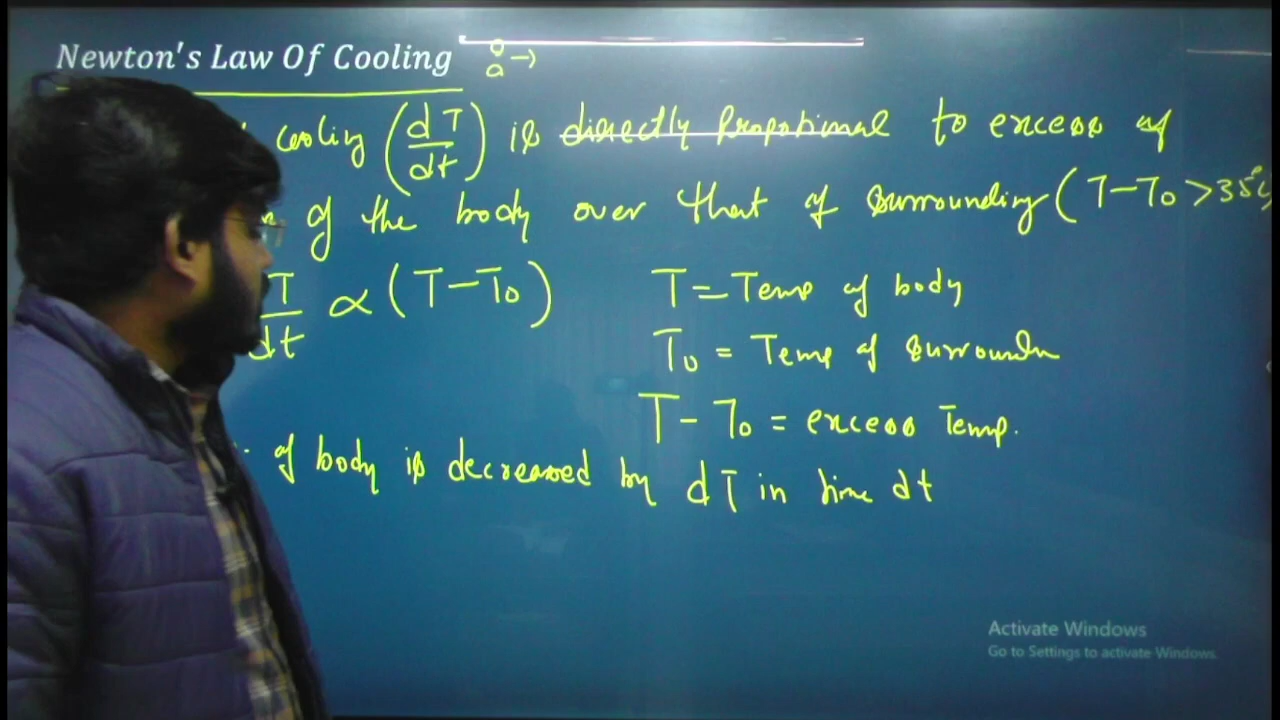 Newton's Law Of Cooling :→
cooling (dT/dt) is directly Propotional to excess of
of the body over that of surrounding (T-T₀ > 35°C)
T/dt ∝ (T-T₀)
T = Temp of body
T₀ = Temp of surroundn
T - T₀ = excess Temp.
of body is decreased by dT in time dt
Activate Windows
Go to Settings to activate Windows.